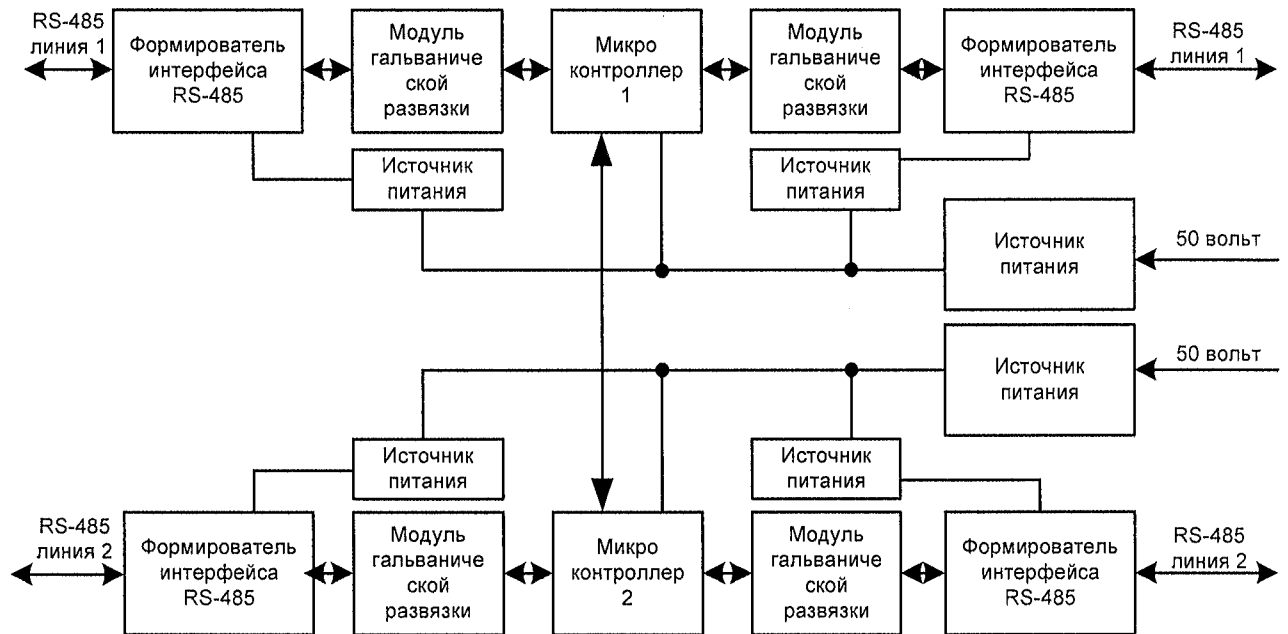 RS-485
линия 1
Формирователь
интерфейса
RS-485
Модуль
гальваниче
ской
развязки
Микро
контроллер
1
Модуль
гальваниче
ской
развязки
Формирователь
интерфейса
RS-485
RS-485
линия 1
Источник
питания
Источник
питания
Источник
питания
50 вольт
Источник
питания
50 вольт
Источник
питания
Источник
питания
RS-485
линия 2
Формирователь
интерфейса
RS-485
Модуль
гальваниче
ской
развязки
Микро
контроллер
2
Модуль
гальваниче
ской
развязки
Формирователь
интерфейса
RS-485
RS-485
линия 2